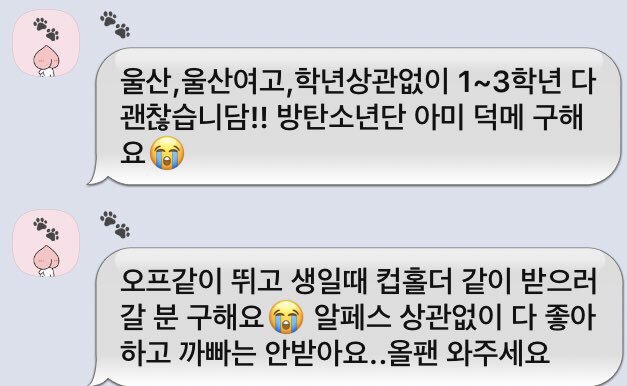 🐾
울산,울산여고,학년상관없이 1~3학년 다
괜찮습니담!! 방탄소년단 아미 덕메 구해
요😭
🐾
오프같이 뛰고 생일때 컵홀더 같이 받으러
갈 분 구해요😭 알페스 상관없이 다 좋아
하고 까빠는 안받아요..올팬 와주세요